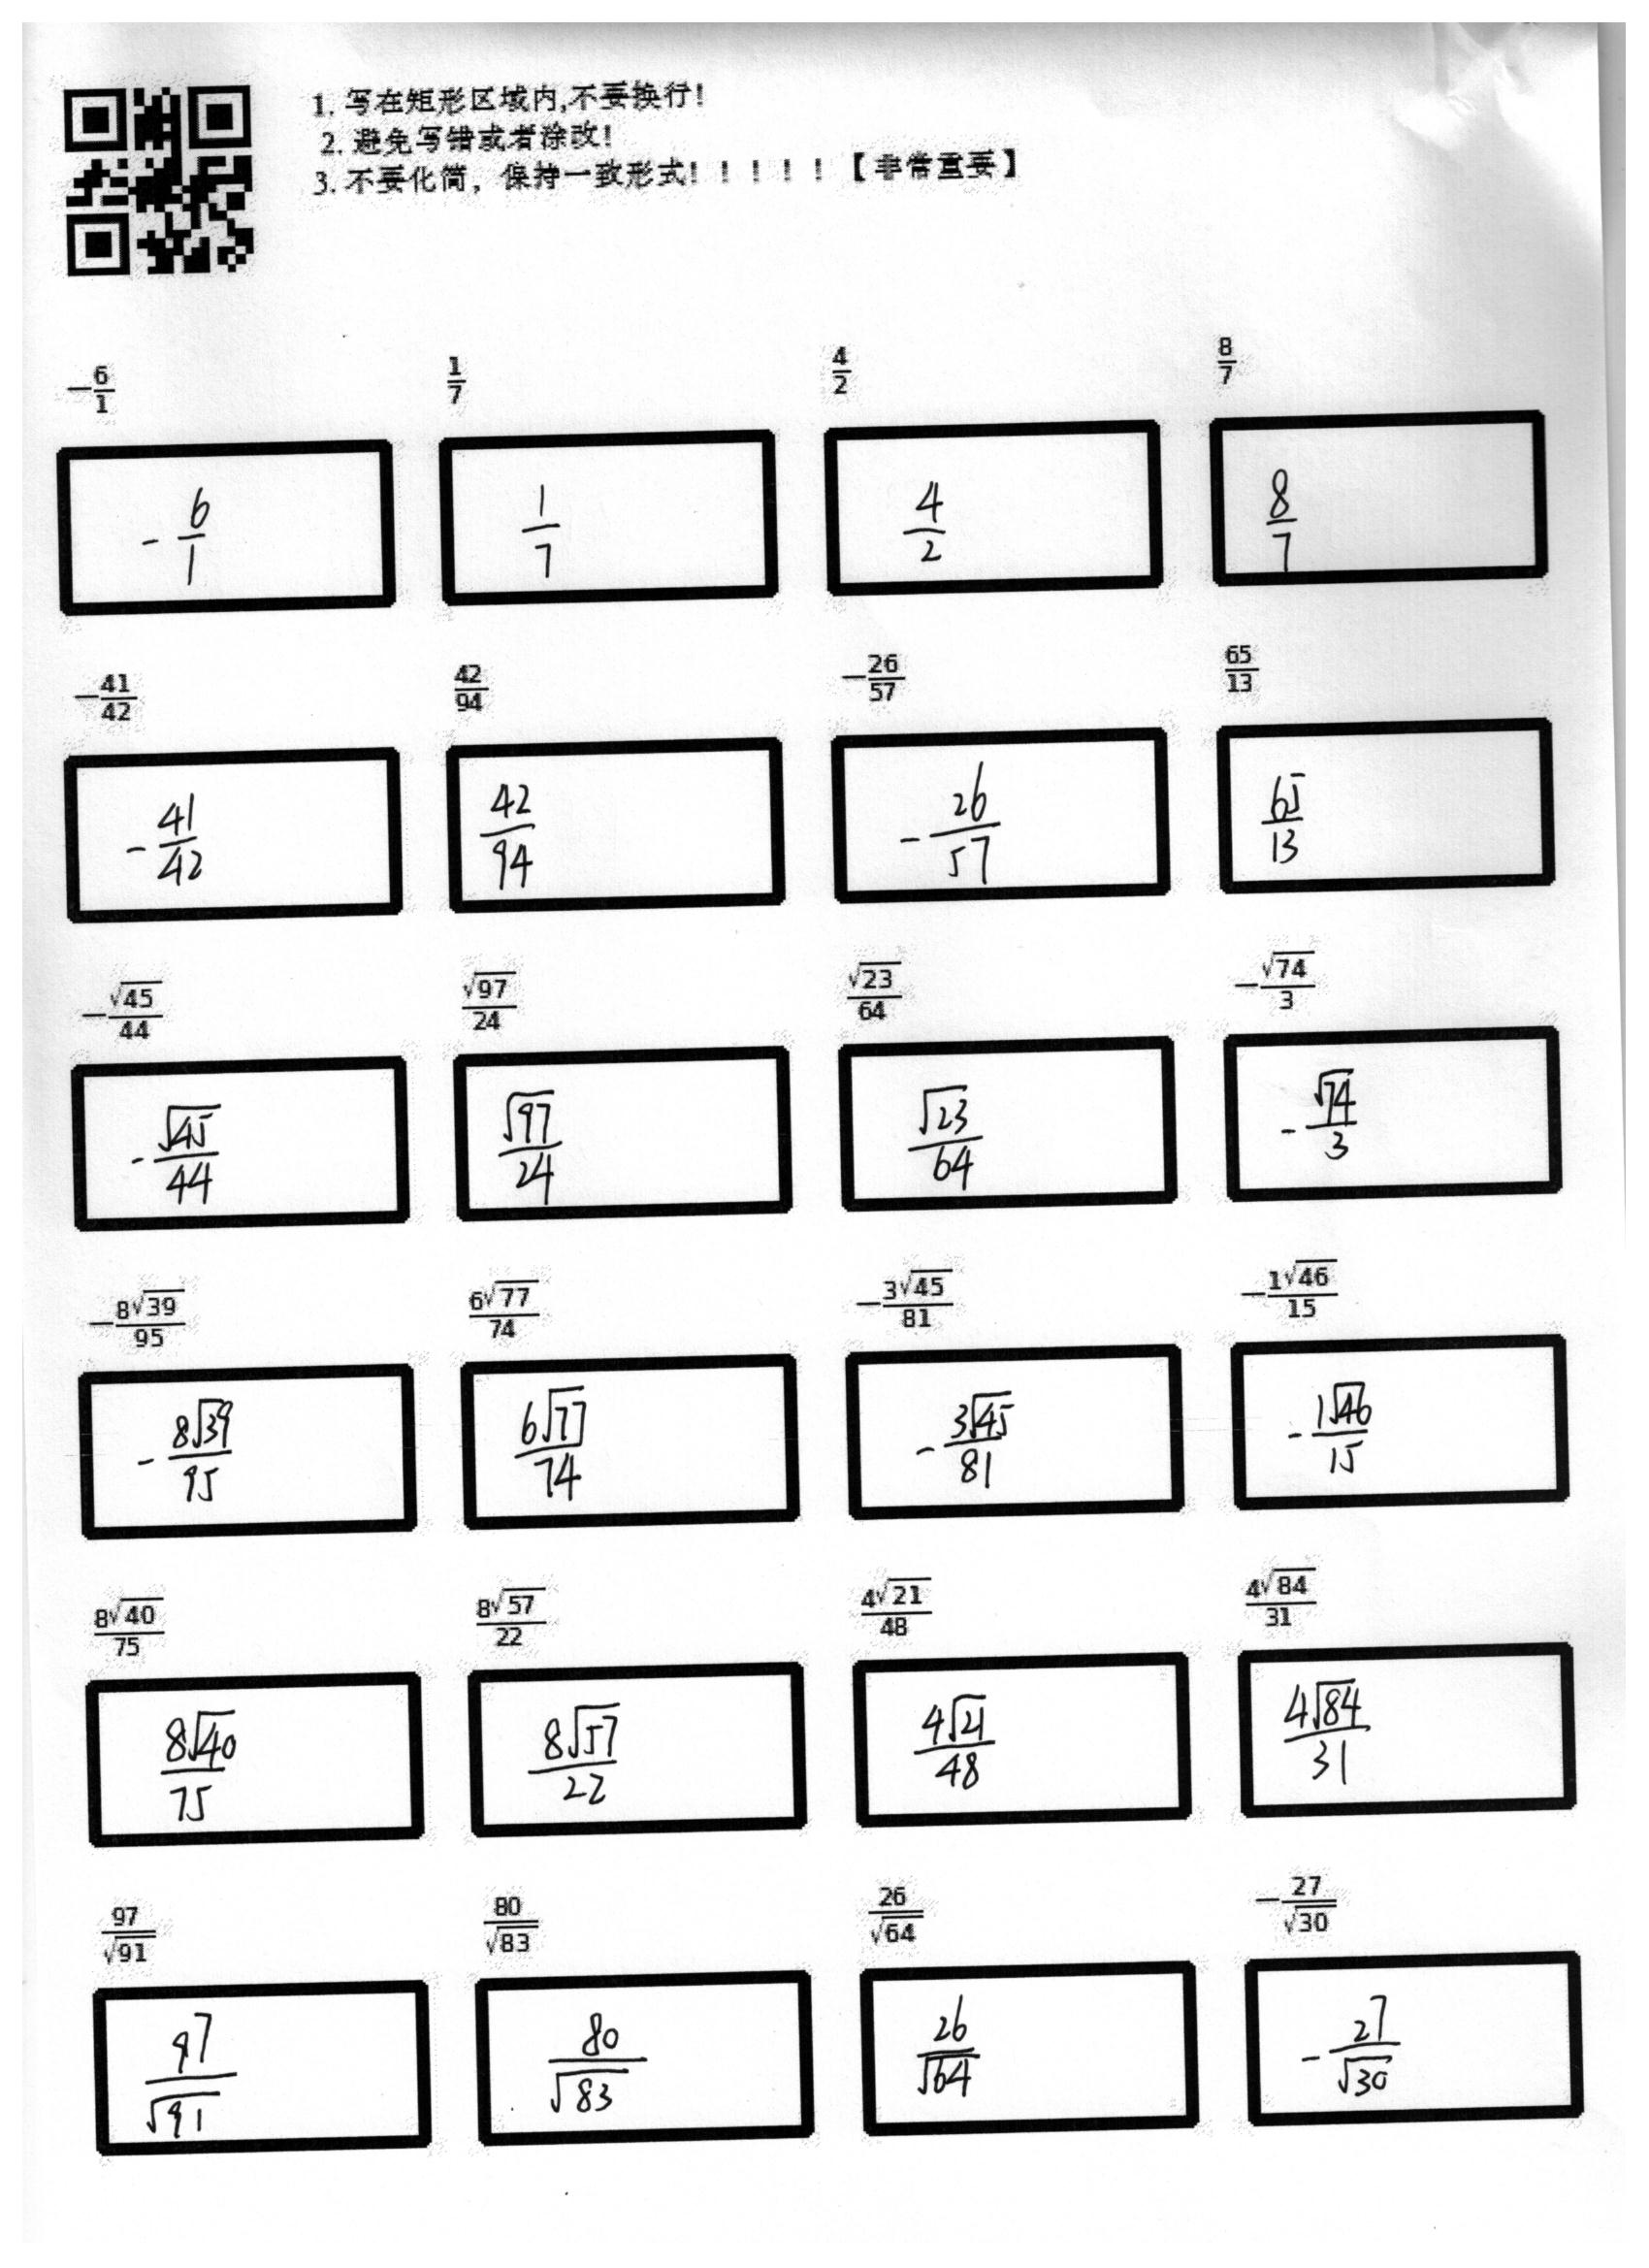 1. 写在矩形区域内,不要换行!
2. 避免写错或者涂改!
3. 不要化简，保持一致形式!！！！！！【非常重要】
-\frac{6}{1} \frac{1}{7} \frac{4}{2} \frac{8}{7}
-\frac{6}{1} \frac{1}{7} \frac{4}{2} \frac{8}{7}
-\frac{41}{42} \frac{42}{94} -\frac{26}{57} \frac{65}{13}
-\frac{41}{42} \frac{42}{94} -\frac{26}{57} \frac{65}{13}
-\frac{\sqrt{45}}{44} \frac{\sqrt{97}}{24} \frac{\sqrt{23}}{64} -\frac{\sqrt{74}}{3}
-\frac{\sqrt{45}}{44} \frac{\sqrt{97}}{24} \frac{\sqrt{23}}{64} -\frac{\sqrt{74}}{3}
-\frac{8\sqrt{39}}{95} \frac{6\sqrt{77}}{74} -\frac{3\sqrt{45}}{81} -\frac{1\sqrt{46}}{15}
-\frac{8\sqrt{39}}{95} \frac{6\sqrt{77}}{74} -\frac{3\sqrt{45}}{81} -\frac{1\sqrt{46}}{15}
\frac{8\sqrt{40}}{75} \frac{8\sqrt{57}}{22} \frac{4\sqrt{21}}{48} \frac{4\sqrt{84}}{31}
\frac{8\sqrt{40}}{75} \frac{8\sqrt{57}}{22} \frac{4\sqrt{21}}{48} \frac{4\sqrt{84}}{31}
\frac{97}{\sqrt{91}} \frac{80}{\sqrt{83}} \frac{26}{\sqrt{64}} -\frac{27}{\sqrt{30}}
\frac{97}{\sqrt{91}} \frac{80}{\sqrt{83}} \frac{26}{\sqrt{64}} -\frac{27}{\sqrt{30}}